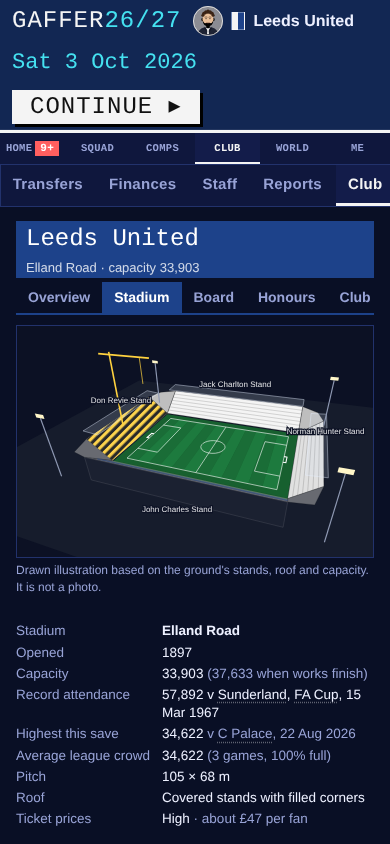 GAFFER26/27 Leeds United
Sat 3 Oct 2026
CONTINUE ►
HOME 9+ SQUAD COMPS CLUB WORLD ME
Transfers Finances Staff Reports Club
Leeds United
Elland Road · capacity 33,903
Overview Stadium Board Honours Club
Jack Charlton Stand
Don Revie Stand
Norman Hunter Stand
John Charles Stand
Drawn illustration based on the ground's stands, roof and capacity.
It is not a photo.
Stadium Elland Road
Opened 1897
Capacity 33,903 (37,633 when works finish)
Record attendance 57,892 v Sunderland, FA Cup, 15
Mar 1967
Highest this save 34,622 v C Palace, 22 Aug 2026
Average league crowd 34,622 (3 games, 100% full)
Pitch 105 × 68 m
Roof Covered stands with filled corners
Ticket prices High · about £47 per fan